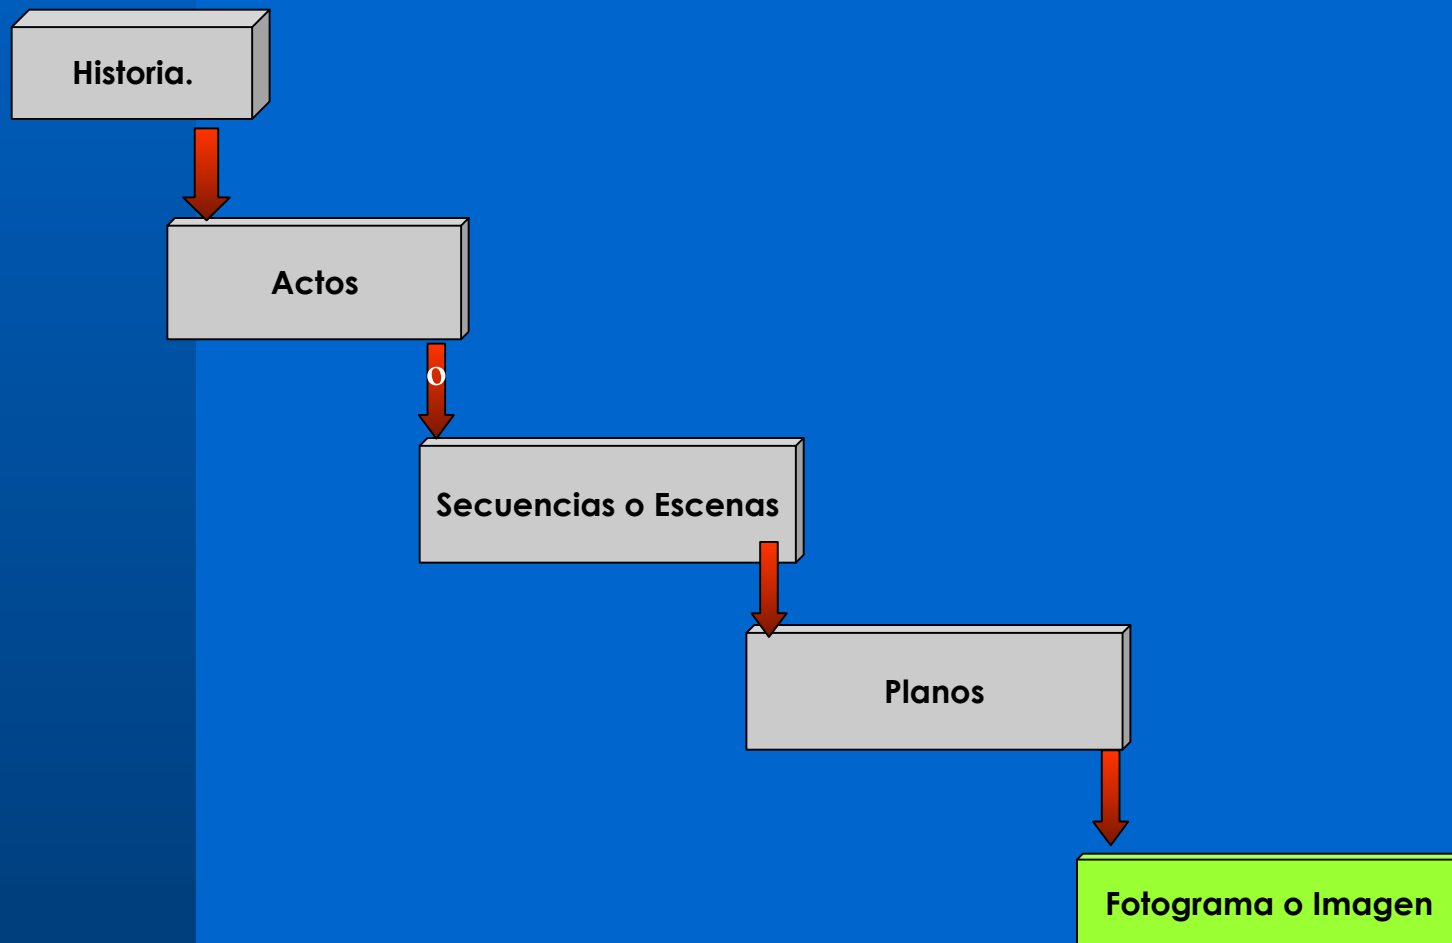 Historia.
Actos
o
Secuencias o Escenas
Planos
Fotograma o Imagen